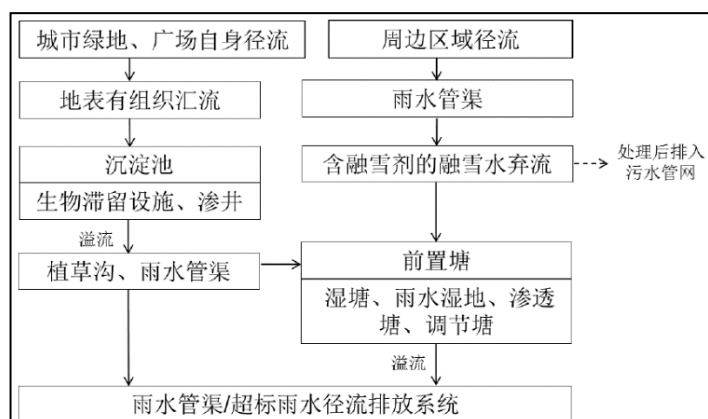 城市绿地、广场自身径流
周边区域径流
地表有组织汇流
雨水管渠
沉淀池
生物滞留设施、渗井
含融雪剂的融雪水弃流
处理后排入
污水管网
溢流
植草沟、雨水管渠
前置塘
湿塘、雨水湿地、渗透
塘、调节塘
溢流
雨水管渠/超标雨水径流排放系统